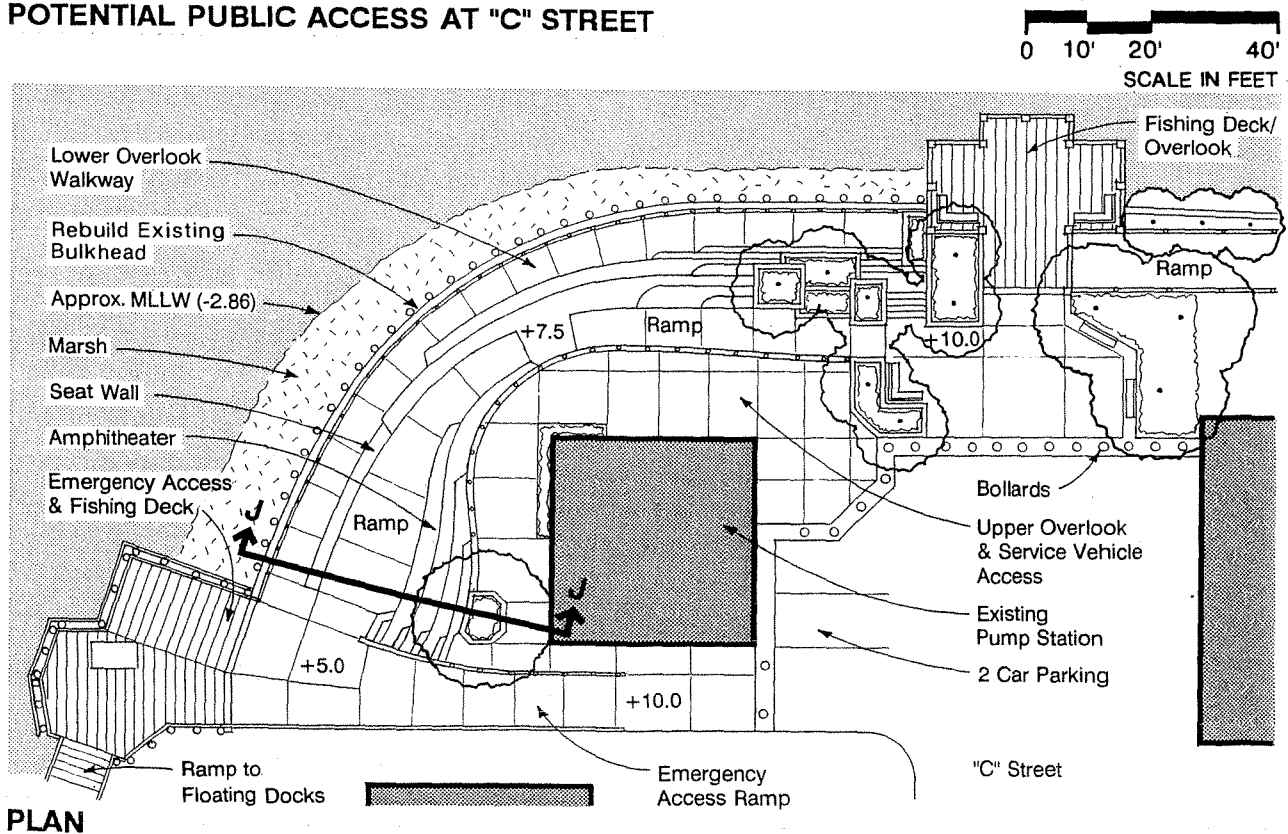 POTENTIAL PUBLIC ACCESS AT "C" STREET
0 10' 20' 40'
SCALE IN FEET
Fishing Deck/
Overlook
Lower Overlook
Walkway
Rebuild Existing
Bulkhead
Approx. MLLW (-2.86)
Marsh
Seat Wall
Amphitheater
Emergency Access
& Fishing Deck
J
J
Ramp
+7.5
Ramp
Ramp
+10.0
+5.0
+10.0
Bollards
Upper Overlook
& Service Vehicle
Access
Existing
Pump Station
2 Car Parking
"C" Street
Ramp to
Floating Docks
Emergency
Access Ramp
PLAN